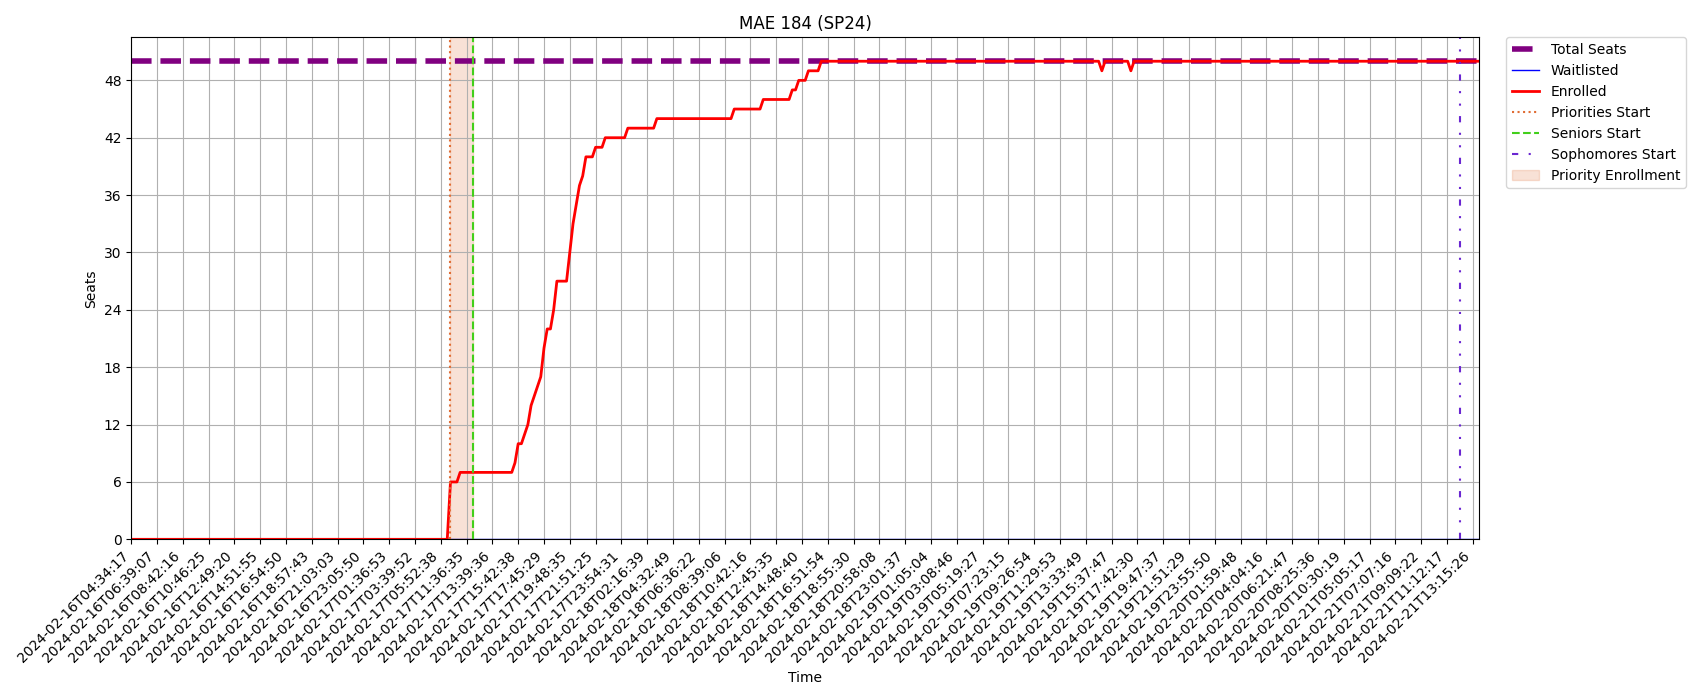 MAE 184 (SP24)
Total Seats
Waitlisted
Enrolled
Priorities Start
Seniors Start
Sophomores Start
Priority Enrollment
Seats
48
42
36
30
24
18
12
6
0
2024-02-16T04:34:17
2024-02-16T06:39:07
2024-02-16T08:42:16
2024-02-16T10:46:25
2024-02-16T12:49:20
2024-02-16T14:51:55
2024-02-16T16:54:50
2024-02-16T18:57:43
2024-02-16T21:03:03
2024-02-16T23:05:50
2024-02-17T01:36:53
2024-02-17T03:39:52
2024-02-17T05:52:38
2024-02-17T11:36:35
2024-02-17T13:39:36
2024-02-17T15:42:38
2024-02-17T17:45:29
2024-02-17T19:48:35
2024-02-17T21:51:25
2024-02-17T23:54:31
2024-02-18T02:16:39
2024-02-18T04:32:49
2024-02-18T06:36:22
2024-02-18T08:39:06
2024-02-18T10:42:16
2024-02-18T12:45:35
2024-02-18T14:48:40
2024-02-18T16:51:54
2024-02-18T18:55:30
2024-02-18T20:58:08
2024-02-18T23:01:37
2024-02-19T01:05:04
2024-02-19T03:08:46
2024-02-19T05:19:27
2024-02-19T07:23:15
2024-02-19T09:26:54
2024-02-19T11:29:53
2024-02-19T13:33:49
2024-02-19T15:37:47
2024-02-19T17:42:30
2024-02-19T19:47:37
2024-02-19T21:51:29
2024-02-19T23:55:50
2024-02-20T01:59:48
2024-02-20T04:04:16
2024-02-20T06:21:47
2024-02-20T08:25:36
2024-02-20T10:30:19
2024-02-21T05:05:17
2024-02-21T07:07:16
2024-02-21T09:09:22
2024-02-21T11:12:17
2024-02-21T13:15:26
Time